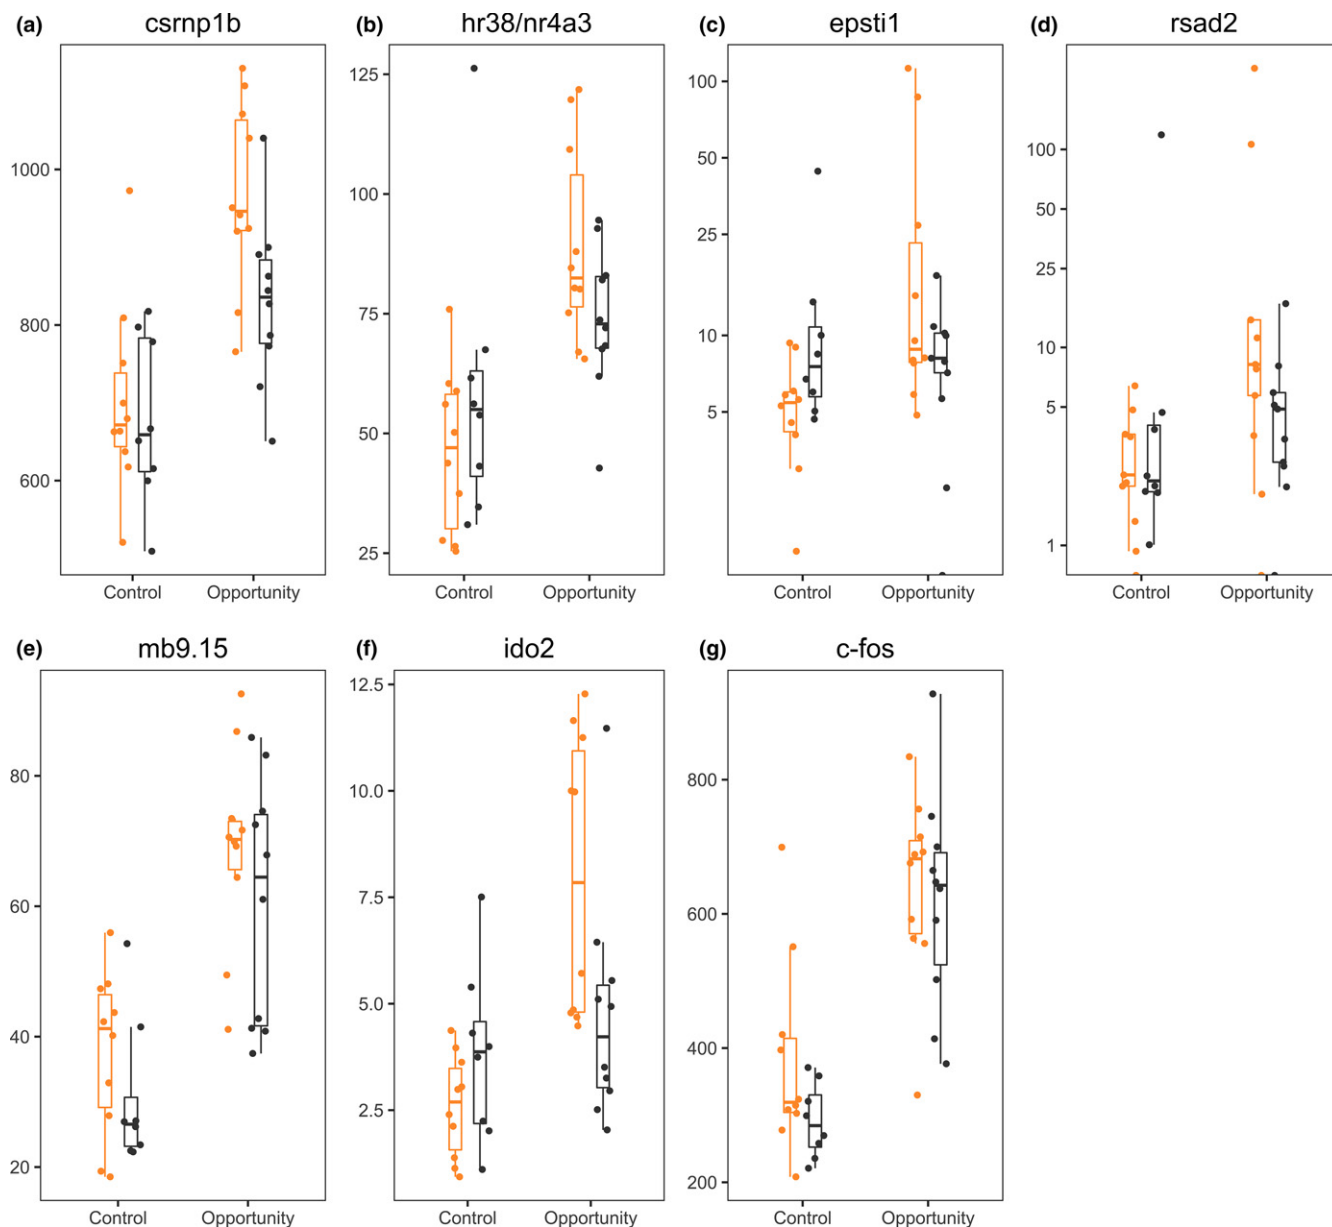 (a) csrnp1b
1000
800
600
Control Opportunity
(b) hr38/nr4a3
125
100
75
50
25
Control Opportunity
(c) epsti1
100
50
25
10
5
Control Opportunity
(d) rsad2
100
50
25
10
5
1
Control Opportunity
(e) mb9.15
80
60
40
20
Control Opportunity
(f) ido2
12.5
10.0
7.5
5.0
2.5
Control Opportunity
(g) c-fos
800
600
400
200
Control Opportunity